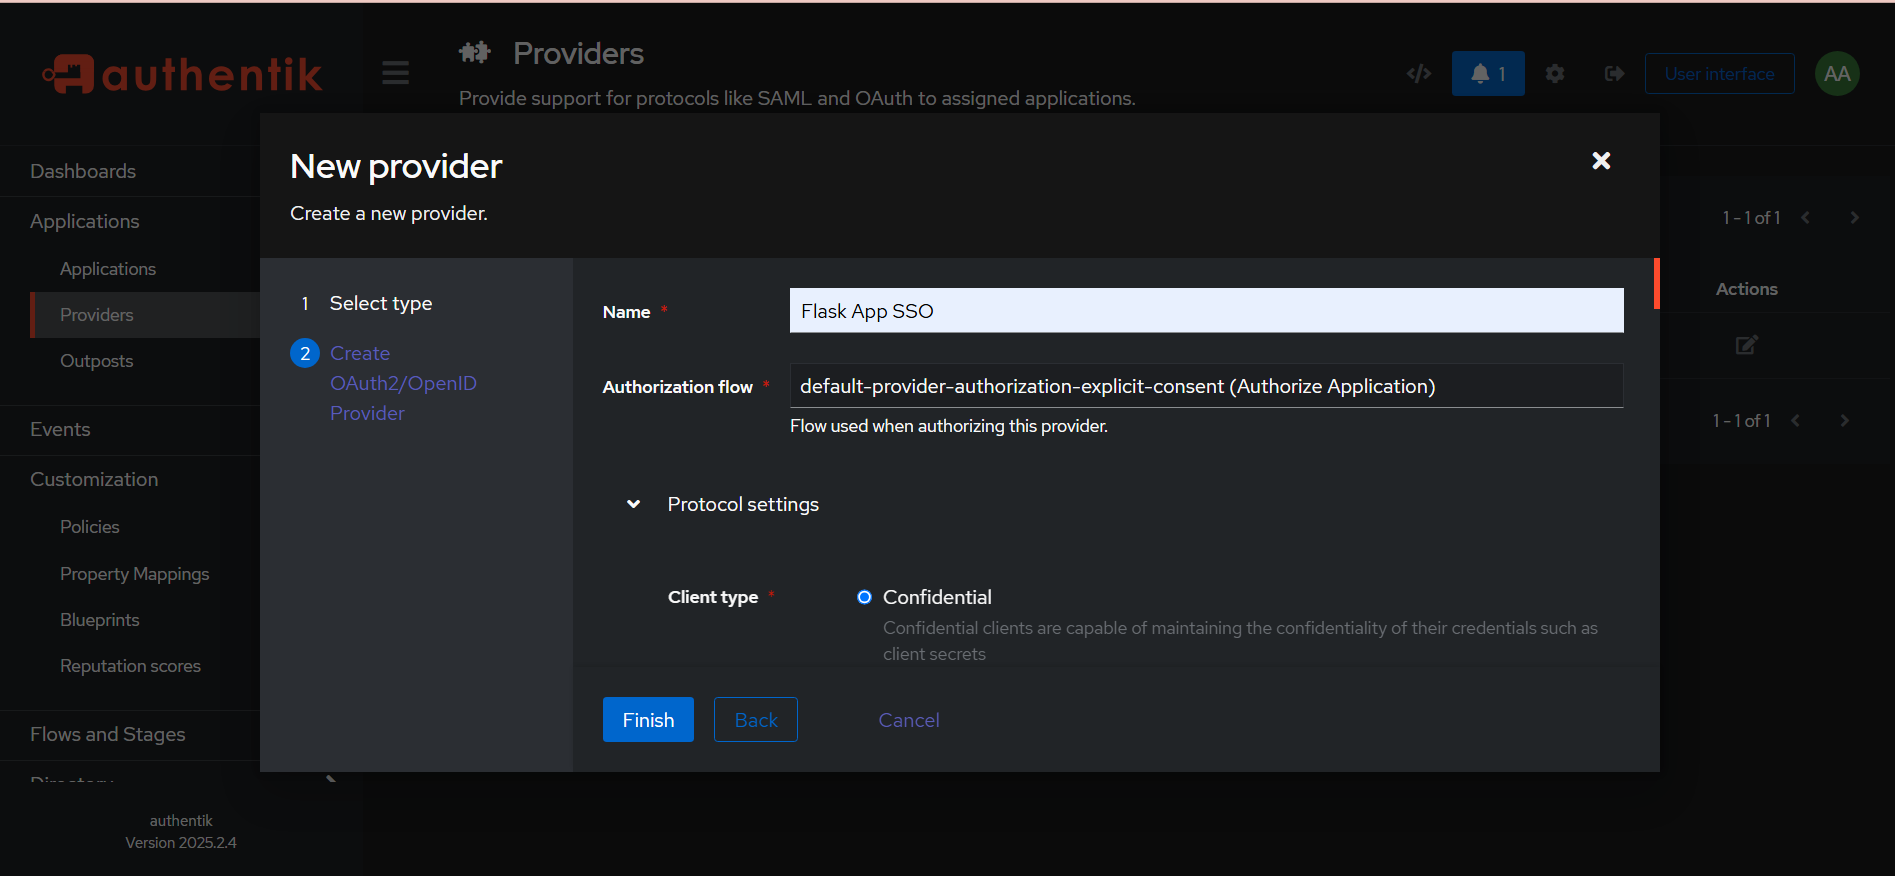 authentik
Providers
Provide support for protocols like SAML and OAuth to assigned applications.
</> 1 User interface AA
New provider
Create a new provider.
Dashboards
Applications
Applications
Providers
Outposts
Events
Customization
Policies
Property Mappings
Blueprints
Reputation scores
Flows and Stages
Directory
authentik
Version 2025.2.4
1 Select type
2 Create
OAuth2/OpenID
Provider
Name *
Flask App SSO
Authorization flow *
default-provider-authorization-explicit-consent (Authorize Application)
Flow used when authorizing this provider.
Protocol settings
Client type *
Confidential
Confidential clients are capable of maintaining the confidentiality of their credentials such as
client secrets
Finish Back Cancel
1 - 1 of 1
Actions
1 - 1 of 1